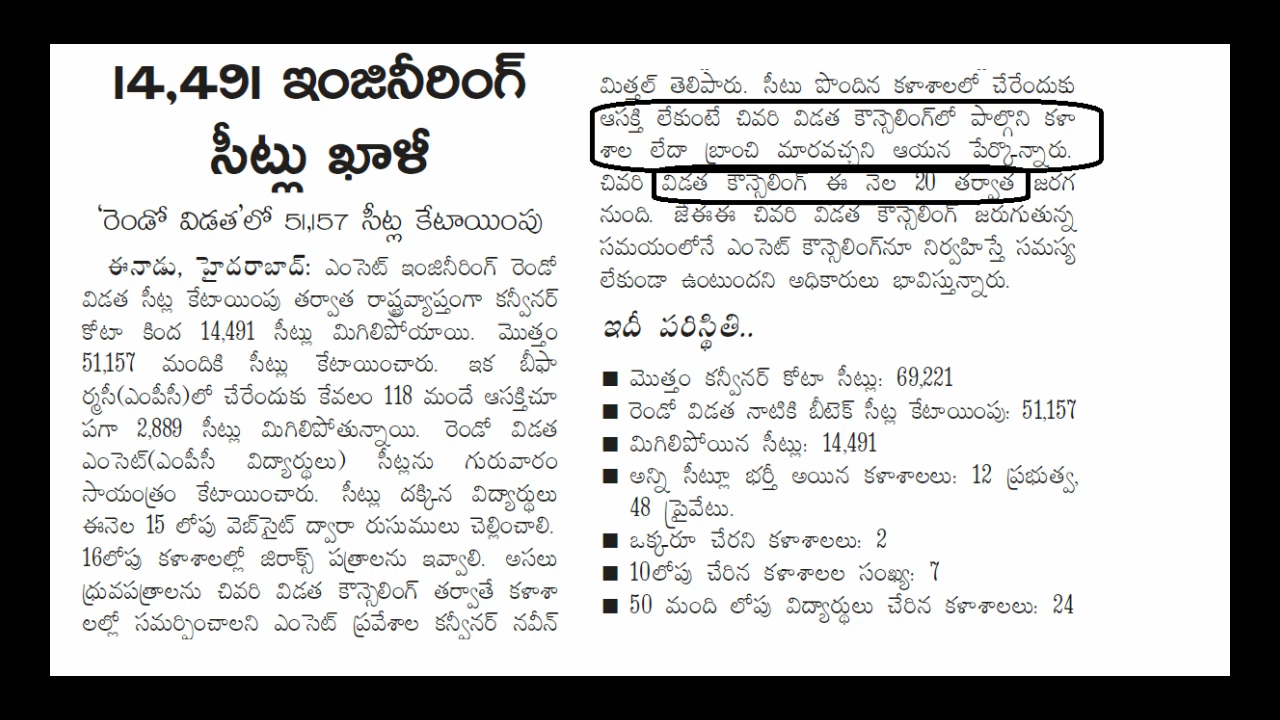 14,491 ఇంజినీరింగ్
సీట్లు ఖాళీ
‘రెండో విడత’లో 51,157 సీట్ల కేటాయింపు
ఈనాడు, హైదరాబాద్: ఎంసెట్ ఇంజినీరింగ్ రెండో
విడత సీట్ల కేటాయింపు తర్వాత రాష్ట్రవ్యాప్తంగా కన్వీనర్
కోటా కింద 14,491 సీట్లు మిగిలిపోయాయి. మొత్తం
51,157 మందికి సీట్లు కేటాయించారు. ఇక బీఫా
ర్మసీ(ఎంపీసీ)లో చేరేందుకు కేవలం 118 మందే ఆసక్తిచూ
పగా 2,889 సీట్లు మిగిలిపోతున్నాయి. రెండో విడత
ఎంసెట్(ఎంపీసీ విద్యార్థులు) సీట్లను గురువారం
సాయంత్రం కేటాయించారు. సీట్లు దక్కిన విద్యార్థులు
ఈనెల 15 లోపు వెబ్‌సైట్ ద్వారా రుసుములు చెల్లించాలి.
16లోపు కళాశాలల్లో జిరాక్స్ పత్రాలను ఇవ్వాలి. అసలు
ధ్రువపత్రాలను చివరి విడత కౌన్సెలింగ్ తర్వాతే కళాశా
లల్లో సమర్పించాలని ఎంసెట్ ప్రవేశాల కన్వీనర్ నవీన్
మిత్తల్ తెలిపారు. సీటు పొందిన కళాశాలలో చేరేందుకు
ఆసక్తి లేకుంటే చివరి విడత కౌన్సెలింగ్‌లో పాల్గొని కళా
శాల లేదా బ్రాంచి మారవచ్చని ఆయన పేర్కొన్నారు.
చివరి విడత కౌన్సెలింగ్ ఈ నెల 20 తర్వాత జరగ
నుంది. జేఈఈ చివరి విడత కౌన్సెలింగ్ జరుగుతున్న
సమయంలోనే ఎంసెట్ కౌన్సెలింగ్‌నూ నిర్వహిస్తే సమస్య
లేకుండా ఉంటుందని అధికారులు భావిస్తున్నారు.
ఇదీ పరిస్థితి..
■ మొత్తం కన్వీనర్ కోటా సీట్లు: 69,221
■ రెండో విడత నాటికి బీటెక్ సీట్ల కేటాయింపు: 51,157
■ మిగిలిపోయిన సీట్లు: 14,491
■ అన్ని సీట్లూ భర్తీ అయిన కళాశాలలు: 12 ప్రభుత్వ,
48 ప్రైవేటు.
■ ఒక్కరూ చేరని కళాశాలలు: 2
■ 10లోపు చేరిన కళాశాలల సంఖ్య: 7
■ 50 మంది లోపు విద్యార్థులు చేరిన కళాశాలలు: 24